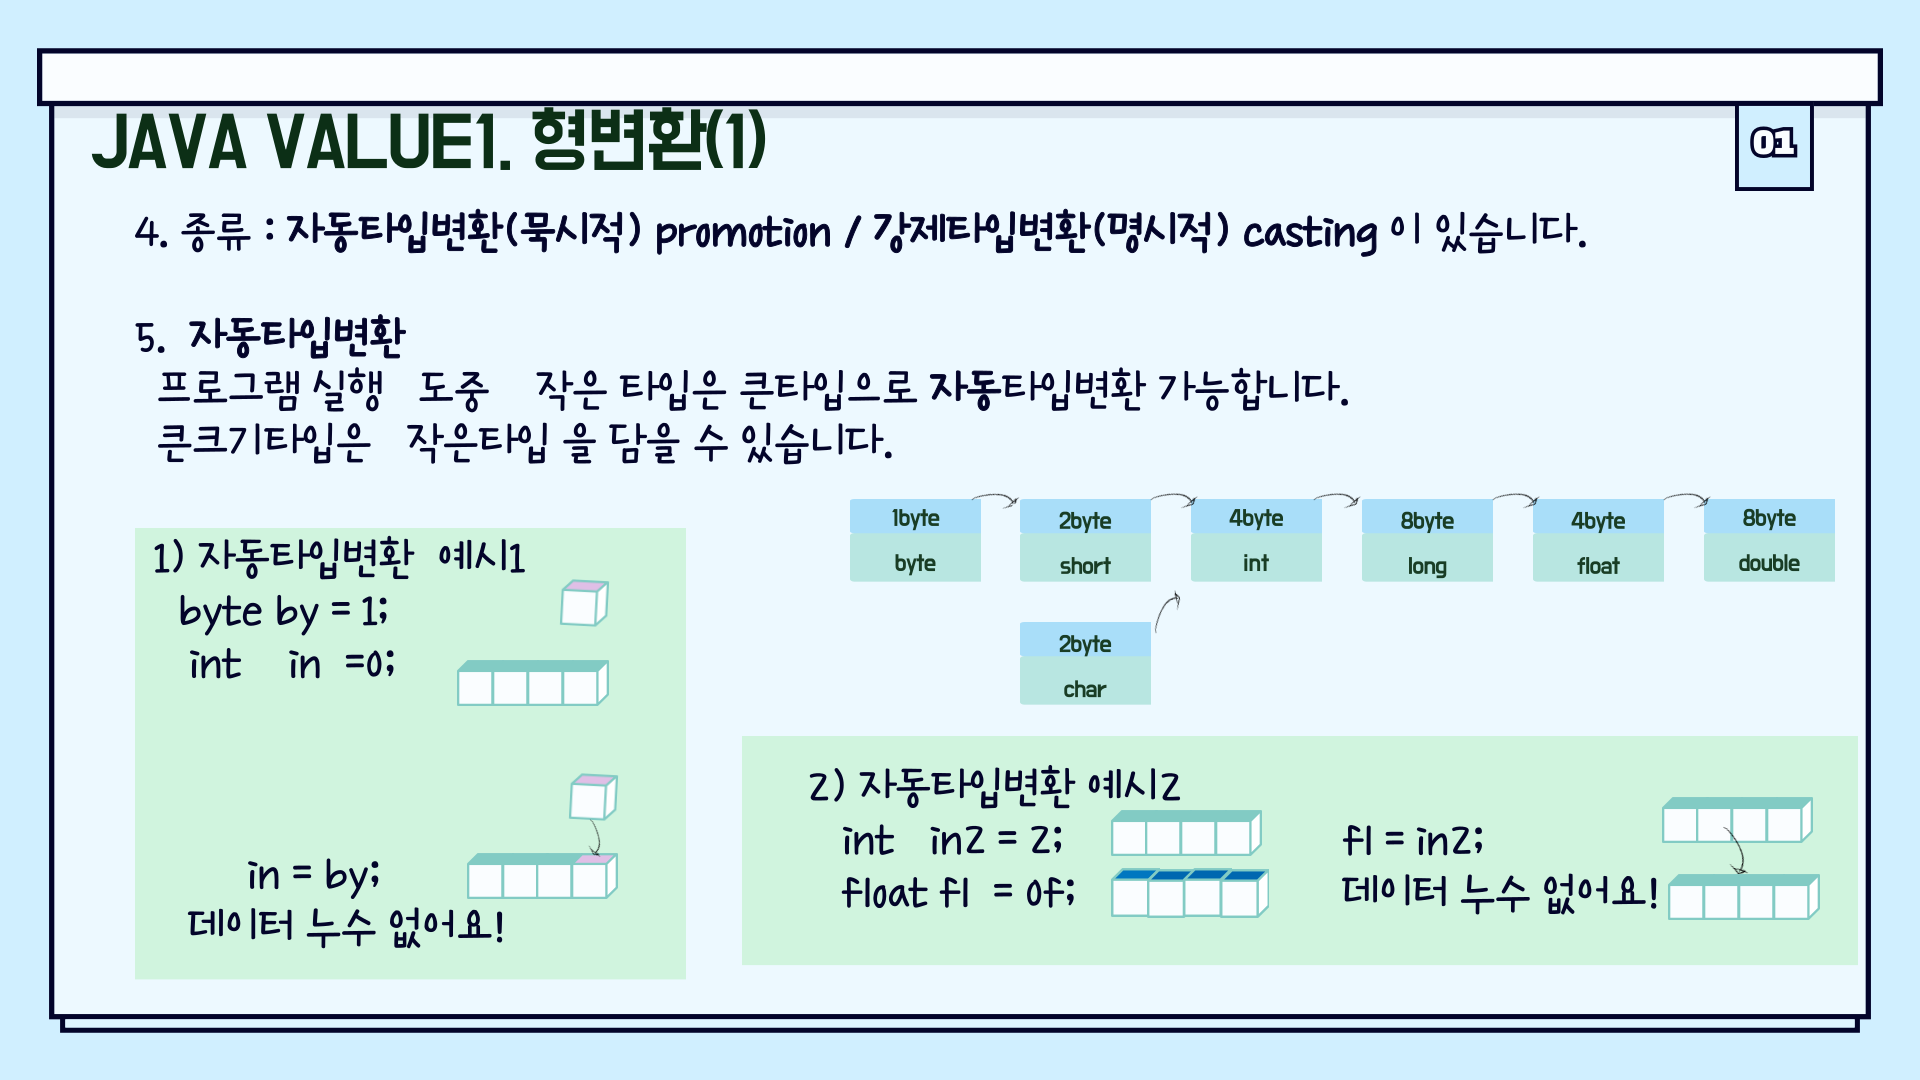 JAVA VALUE1. 형변환(1)
01
4. 종류 : 자동타입변환(묵시적) promotion / 강제타입변환(명시적) casting 이 있습니다.
5. 자동타입변환
프로그램 실행 도중 작은 타입은 큰타입으로 자동타입변환 가능합니다.
큰크기타입은 작은타입 을 담을 수 있습니다.
1byte 2byte 4byte 8byte 4byte 8byte
byte short int long float double
2byte
char
1) 자동타입변환 예시1
byte by = 1;
int in =0;
in = by;
데이터 누수 없어요!
2) 자동타입변환 예시2
int in2 = 2;
float fl = 0f;
fl = in2;
데이터 누수 없어요!